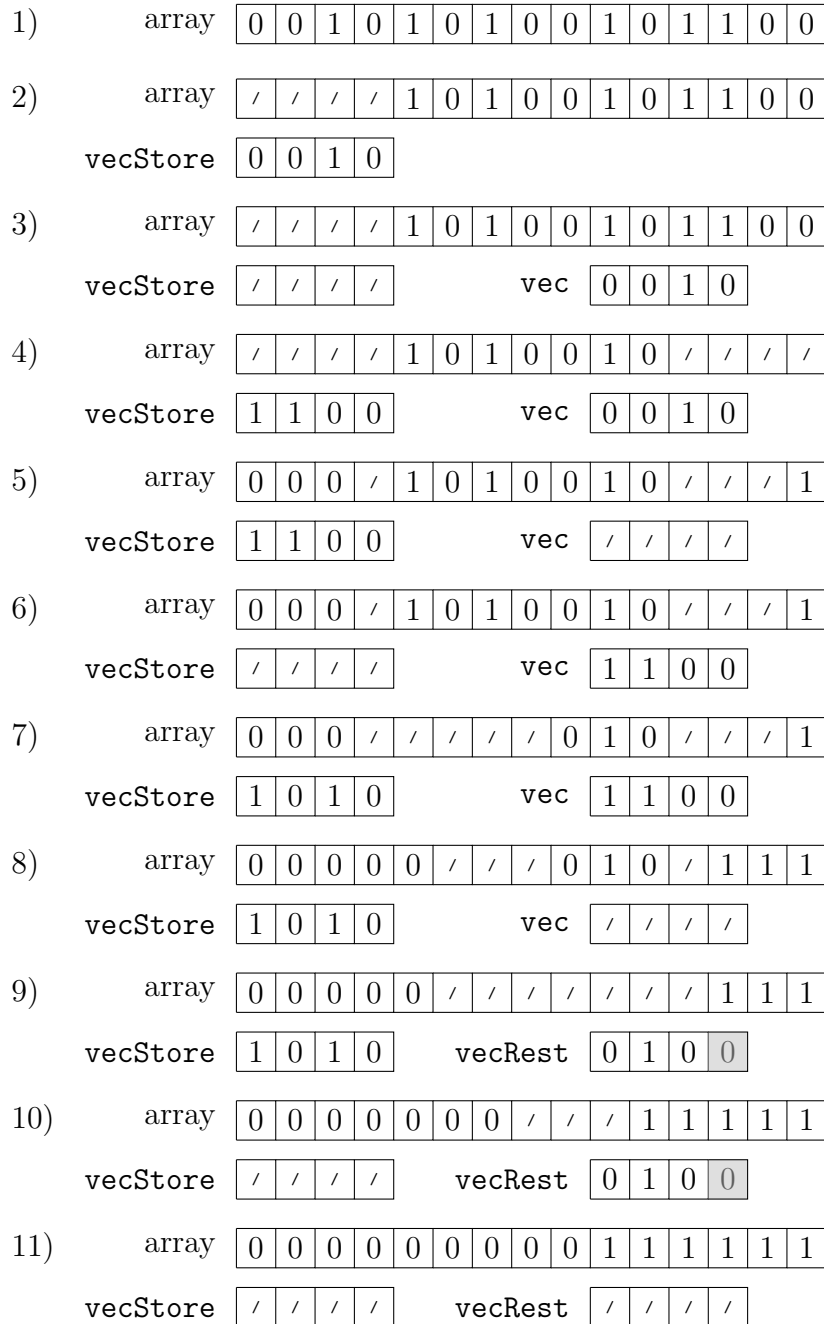 1) array 0 0 1 0 1 0 1 0 0 1 0 1 1 0 0
2) array / / / / 1 0 1 0 0 1 0 1 1 0 0
vecStore 0 0 1 0
3) array / / / / 1 0 1 0 0 1 0 1 1 0 0
vecStore / / / / vec 0 0 1 0
4) array / / / / 1 0 1 0 0 1 0 / / / /
vecStore 1 1 0 0 vec 0 0 1 0
5) array 0 0 0 / 1 0 1 0 0 1 0 / / / 1
vecStore 1 1 0 0 vec / / / /
6) array 0 0 0 / 1 0 1 0 0 1 0 / / / 1
vecStore / / / / vec 1 1 0 0
7) array 0 0 0 / / / / / 0 1 0 / / / 1
vecStore 1 0 1 0 vec 1 1 0 0
8) array 0 0 0 0 0 / / / 0 1 0 / 1 1 1
vecStore 1 0 1 0 vec / / / /
9) array 0 0 0 0 0 / / / / / / / 1 1 1
vecStore 1 0 1 0 vecRest 0 1 0 0
10) array 0 0 0 0 0 0 0 / / / 1 1 1 1 1
vecStore / / / / vecRest 0 1 0 0
11) array 0 0 0 0 0 0 0 0 0 1 1 1 1 1 1
vecStore / / / / vecRest / / / /